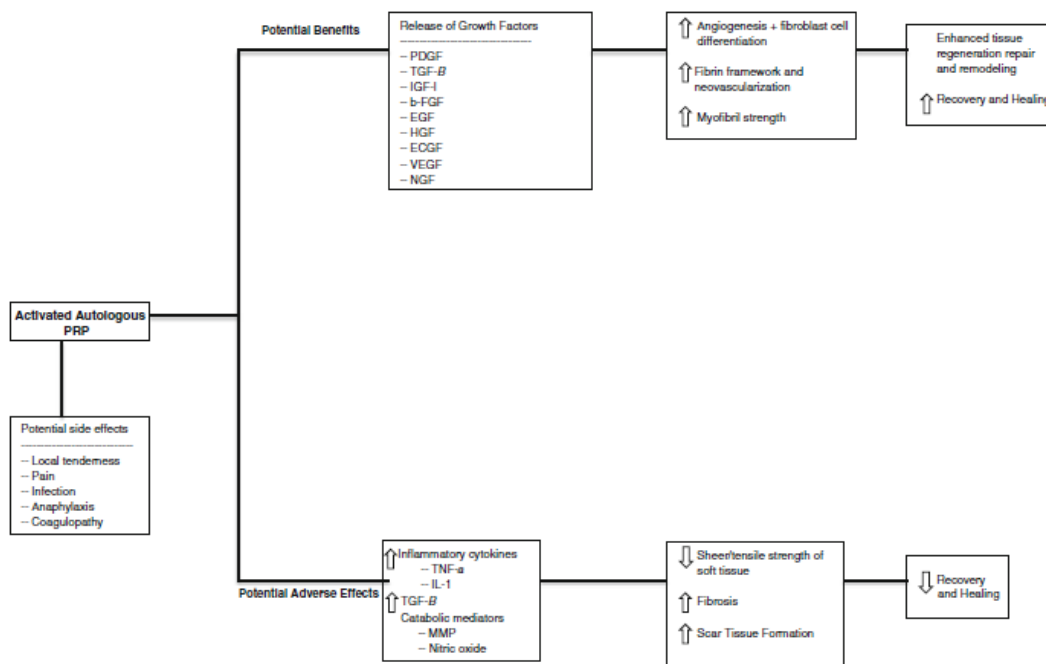 Potential Benefits
Release of Growth Factors
– PDGF
– TGF-B
– IGF-I
– b-FGF
– EGF
– HGF
– ECGF
– VEGF
– NGF
⇧ Angiogenesis + fibroblast cell
differentiation
⇧ Fibrin framework and
neovascularization
⇧ Myofibril strength
Enhanced tissue
regeneration repair
and remodeling
⇧ Recovery and Healing
Activated Autologous
PRP
Potential side effects
– Local tenderness
– Pain
– Infection
– Anaphylaxis
– Coagulopathy
Potential Adverse Effects
⇧ Inflammatory cytokines
– TNF-a
– IL-1
⇧ TGF-B
Catabolic mediators
– MMP
– Nitric oxide
⇩ Sheer/tensile strength of
soft tissue
⇧ Fibrosis
⇧ Scar Tissue Formation
⇩ Recovery
and Healing